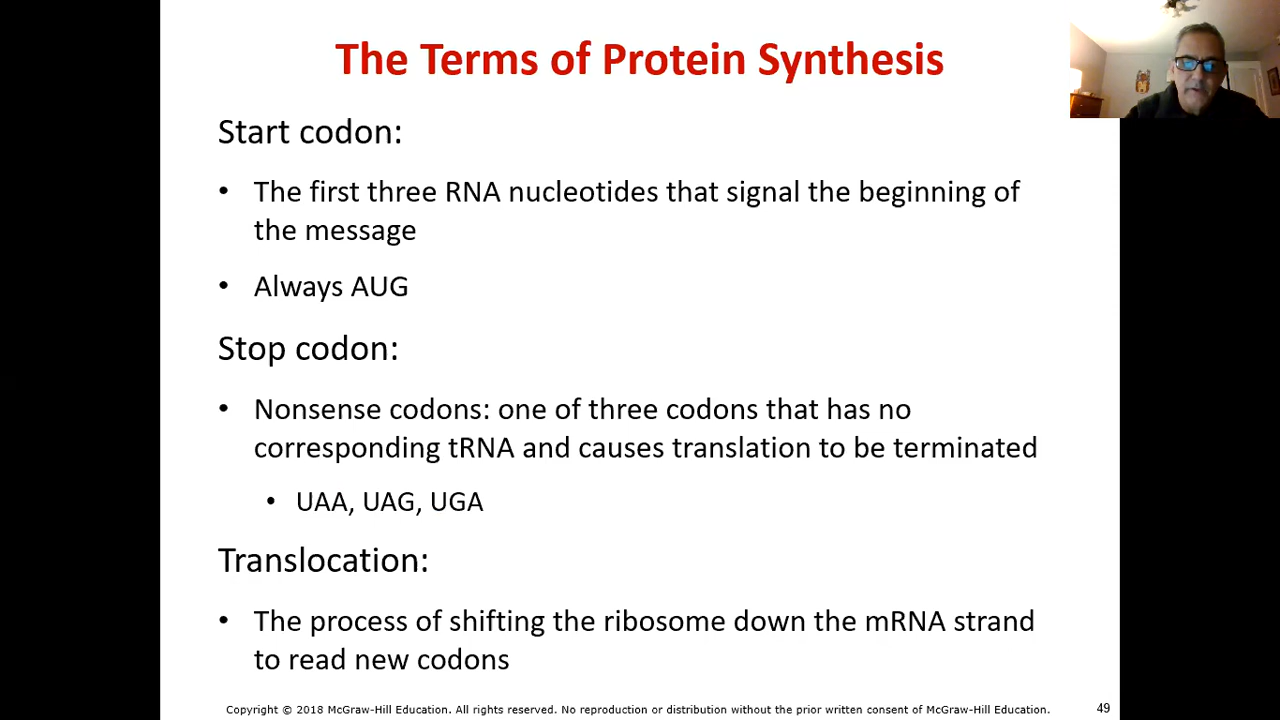 The Terms of Protein Synthesis
Start codon:
• The first three RNA nucleotides that signal the beginning of
the message
• Always AUG
Stop codon:
• Nonsense codons: one of three codons that has no
corresponding tRNA and causes translation to be terminated
• UAA, UAG, UGA
Translocation:
• The process of shifting the ribosome down the mRNA strand
to read new codons
Copyright © 2018 McGraw-Hill Education. All rights reserved. No reproduction or distribution without the prior written consent of McGraw-Hill Education.
49